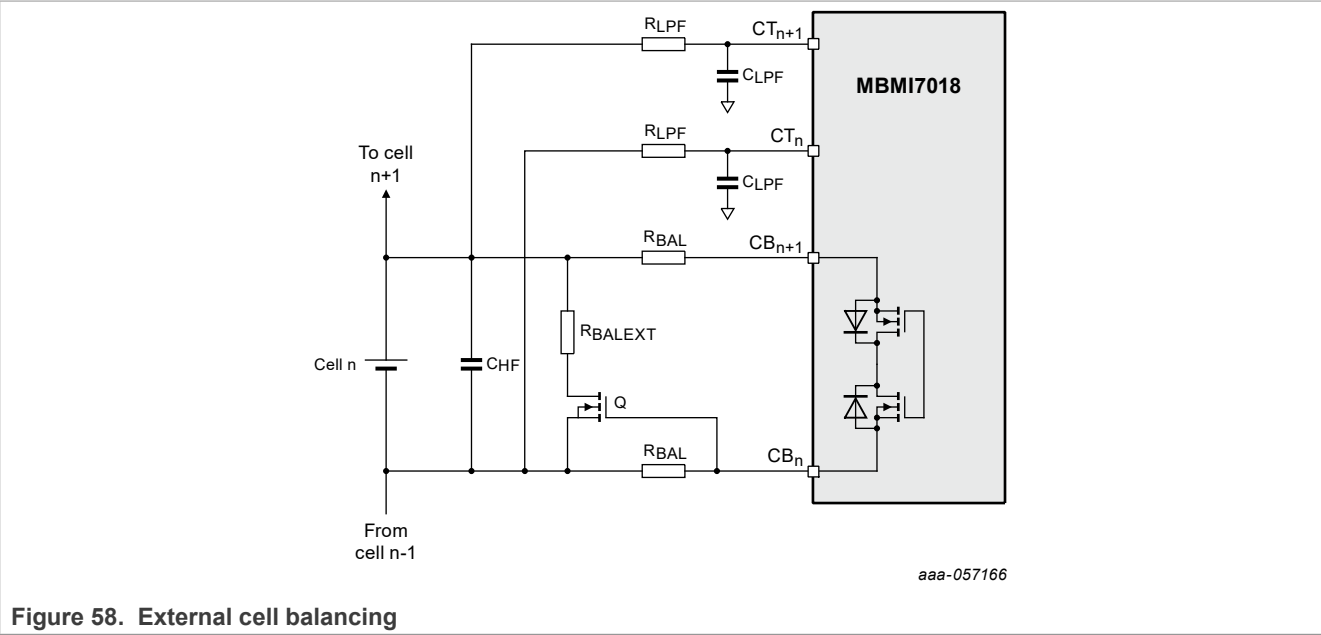 RLPF
CTn+1
CLPF
MBMI7018
RLPF
CTn
To cell
n+1
CLPF
RBAL
CBn+1
RBALEXT
Cell n
CHF
Q
RBAL
CBn
From
cell n-1
aaa-057166
Figure 58. External cell balancing